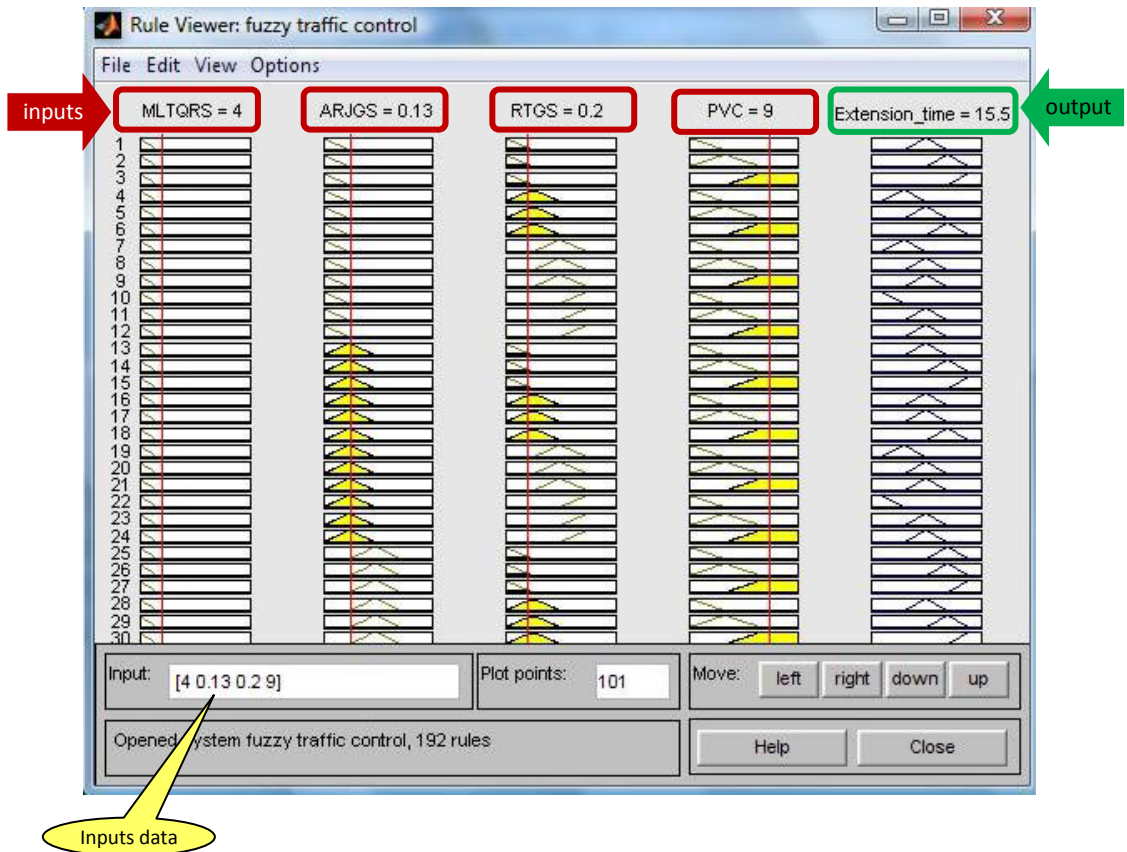 Rule Viewer: fuzzy traffic control
File Edit View Options
inputs
MLTQRS = 4
ARJGS = 0.13
RTGS = 0.2
PVC = 9
Extension_time = 15.5
output
1
2
3
4
5
6
7
8
9
10
11
12
13
14
15
16
17
18
19
20
21
22
23
24
25
26
27
28
29
30
Input:
[4 0.13 0.2 9]
Plot points:
101
Move:
left
right
down
up
Opened system fuzzy traffic control, 192 rules
Help
Close
Inputs data